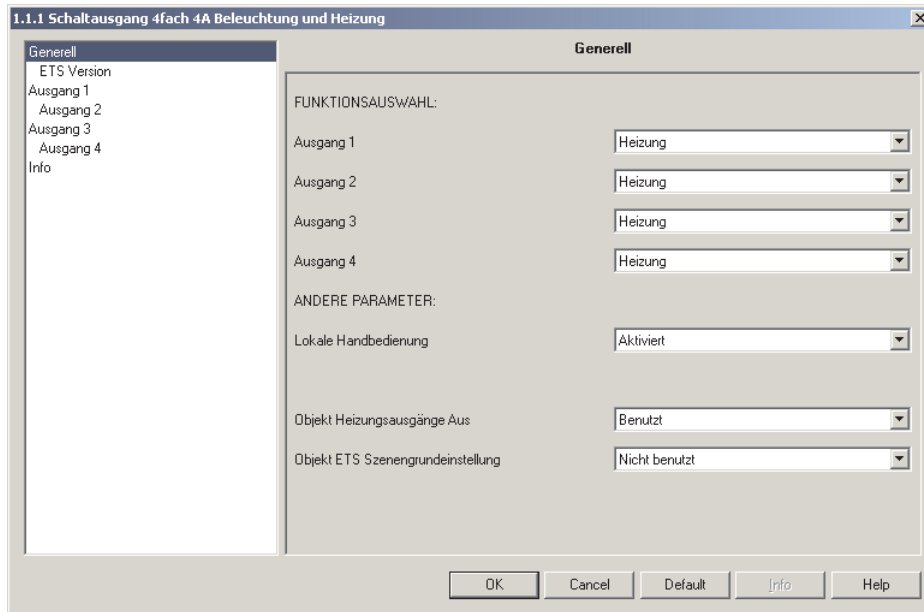 1.1.1 Schaltausgang 4fach 4A Beleuchtung und Heizung
Generell
ETS Version
Ausgang 1
Ausgang 2
Ausgang 3
Ausgang 4
Info
Generell
FUNKTIONSAUSWAHL:
Ausgang 1 Heizung
Ausgang 2 Heizung
Ausgang 3 Heizung
Ausgang 4 Heizung
ANDERE PARAMETER:
Lokale Handbedienung Aktiviert
Objekt Heizungsausgänge Aus Benutzt
Objekt ETS Szenengrundeinstellung Nicht benutzt
OK Cancel Default Info Help